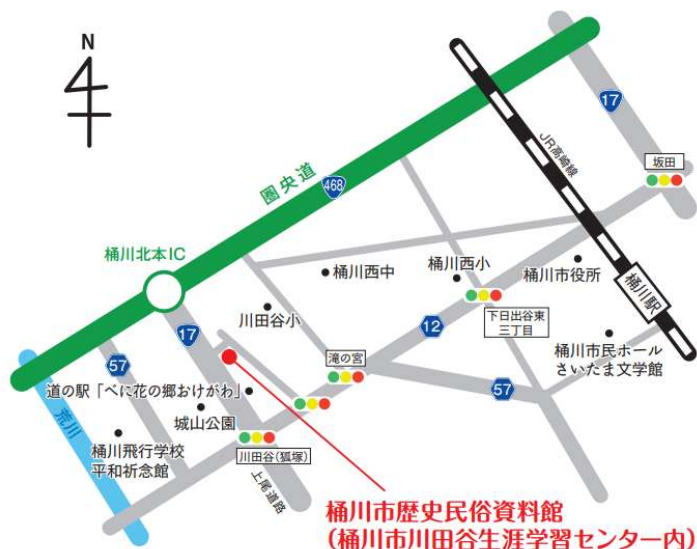 N
17
坂田
JR高崎線
圏央道
468
桶川北本IC
桶川西中
桶川西小
桶川市役所
桶川駅
川田谷小
17
12
下日出谷東
三丁目
桶川市民ホール
さいたま文学館
57
滝の宮
57
道の駅「べに花の郷おけがわ」
荒川
城山公園
桶川飛行学校
平和祈念館
川田谷(狐塚)
上尾道路
桶川市歴史民俗資料館
(桶川市川田谷生涯学習センター内)